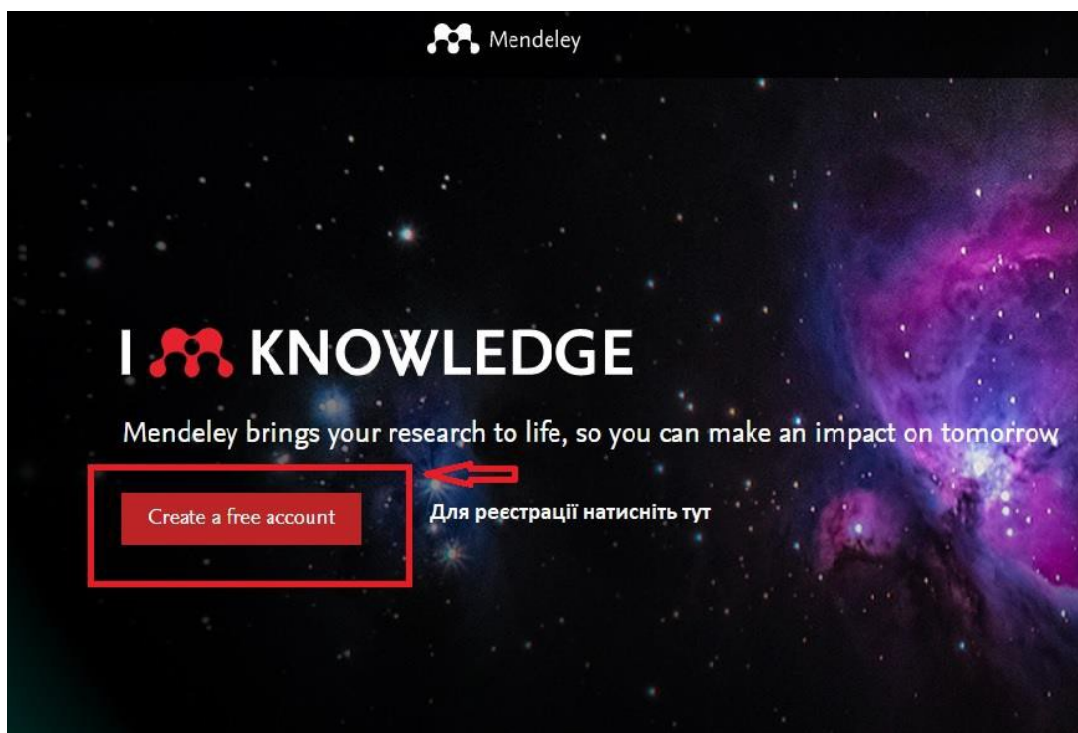 Mendeley
I KNOWLEDGE
Mendeley brings your research to life, so you can make an impact on tomorrow
Create a free account
Для реєстрації натисніть тут